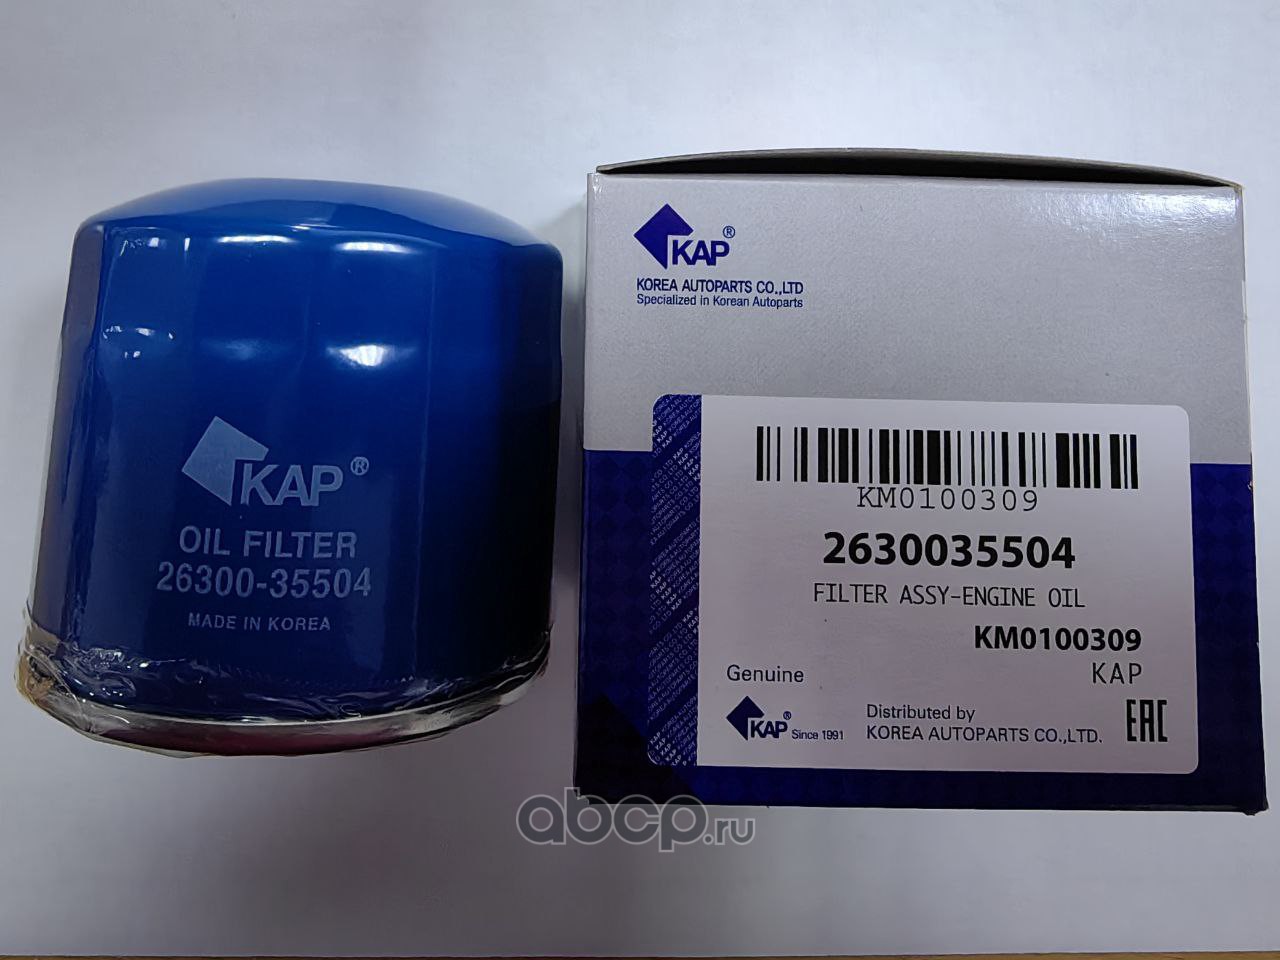 KAP®
OIL FILTER
26300-35504
MADE IN KOREA
KAP®
KOREA AUTOPARTS CO.,LTD
Specialized in Korean Autoparts
KM0100309
2630035504
FILTER ASSY-ENGINE OIL
KM0100309
KAP
Genuine
KAP® Since 1991
Distributed by
KOREA AUTOPARTS CO.,LTD.
EAC
abcp.ru